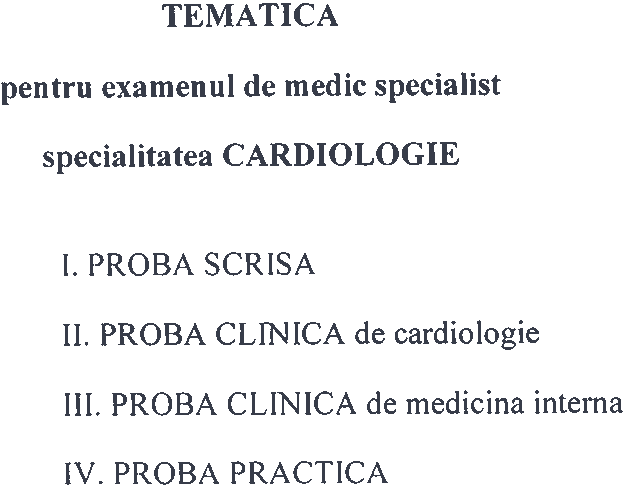 TEMATICA
pentru examenul de medic specialist
specialitatea CARDIOLOGIE
I. PROBA SCRISA
II. PROBA CLINICA de cardiologie
III. PROBA CLINICA de medicina interna
IV. PROBA PRACTICA